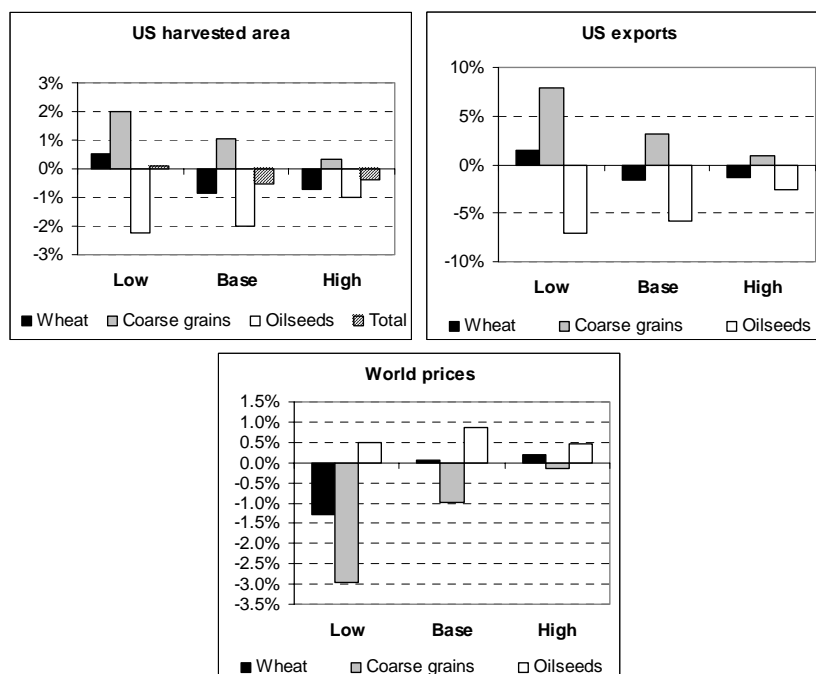 US harvested area
3%
2%
1%
0%
-1%
-2%
-3%
Low Base High
Wheat Coarse grains Oilseeds Total
US exports
10%
5%
0%
-5%
-10%
Low Base High
Wheat Coarse grains Oilseeds
World prices
1.5%
1.0%
0.5%
0.0%
-0.5%
-1.0%
-1.5%
-2.0%
-2.5%
-3.0%
-3.5%
Low Base High
Wheat Coarse grains Oilseeds